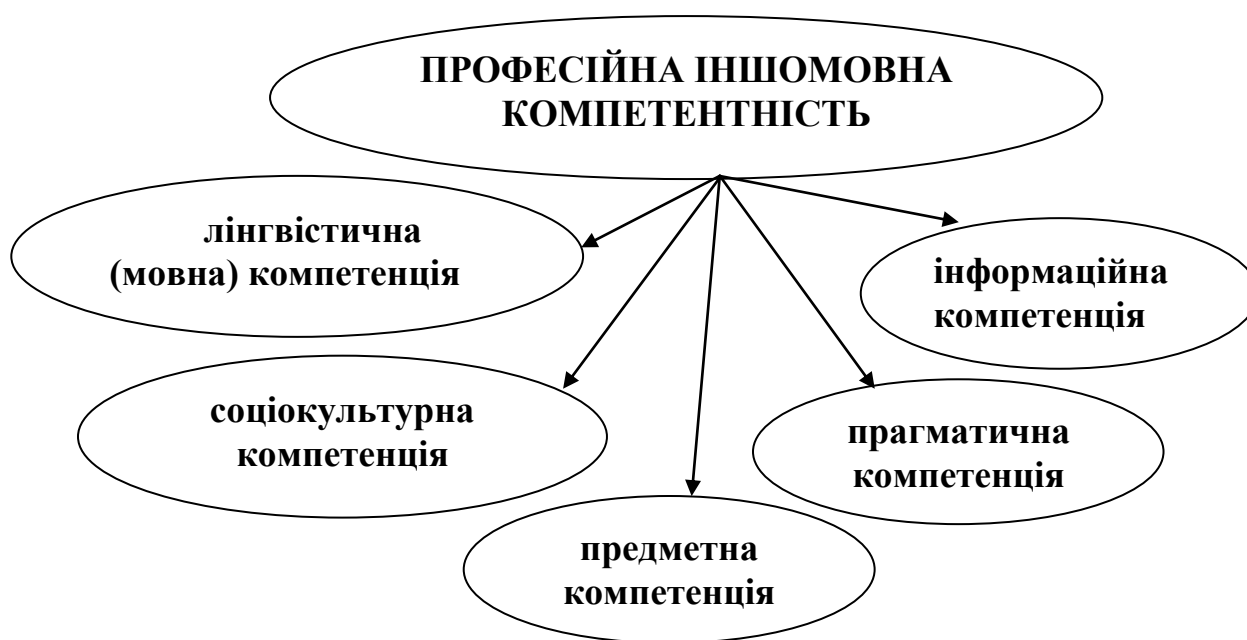 ПРОФЕСІЙНА ІНШОМОВНА
КОМПЕТЕНТНІСТЬ
лінгвістична
(мовна) компетенція
інформаційна
компетенція
соціокультурна
компетенція
прагматична
компетенція
предметна
компетенція